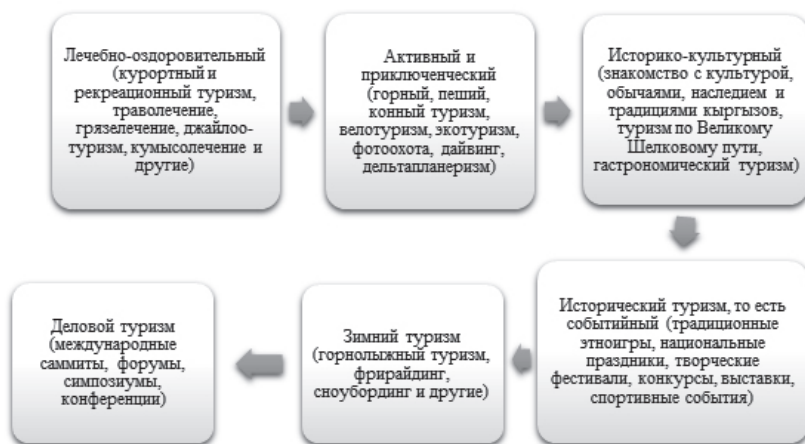 Лечебно-оздоровительный
(курортный и
рекреационный туризм,
траволечение,
грязелечение, джайлоо-
туризм, кумысолечение и
другие)
Активный и
приключенческий
(горный, пеший,
конный туризм,
велотуризм, экотуризм,
фотоохота, дайвинг,
дельтапланеризм)
Историко-культурный
(знакомство с культурой,
обычаями, наследием и
традициями кыргызов,
туризм по Великому
Шелковому пути,
гастрономический туризм)
Исторический туризм, то есть
событийный (традиционные
этноигры, национальные
праздники, творческие
фестивали, конкурсы, выставки,
спортивные события)
Зимний туризм
(горнолыжный туризм,
фрирайдинг,
сноубординг и другие)
Деловой туризм
(международные
саммиты, форумы,
симпозиумы,
конференции)